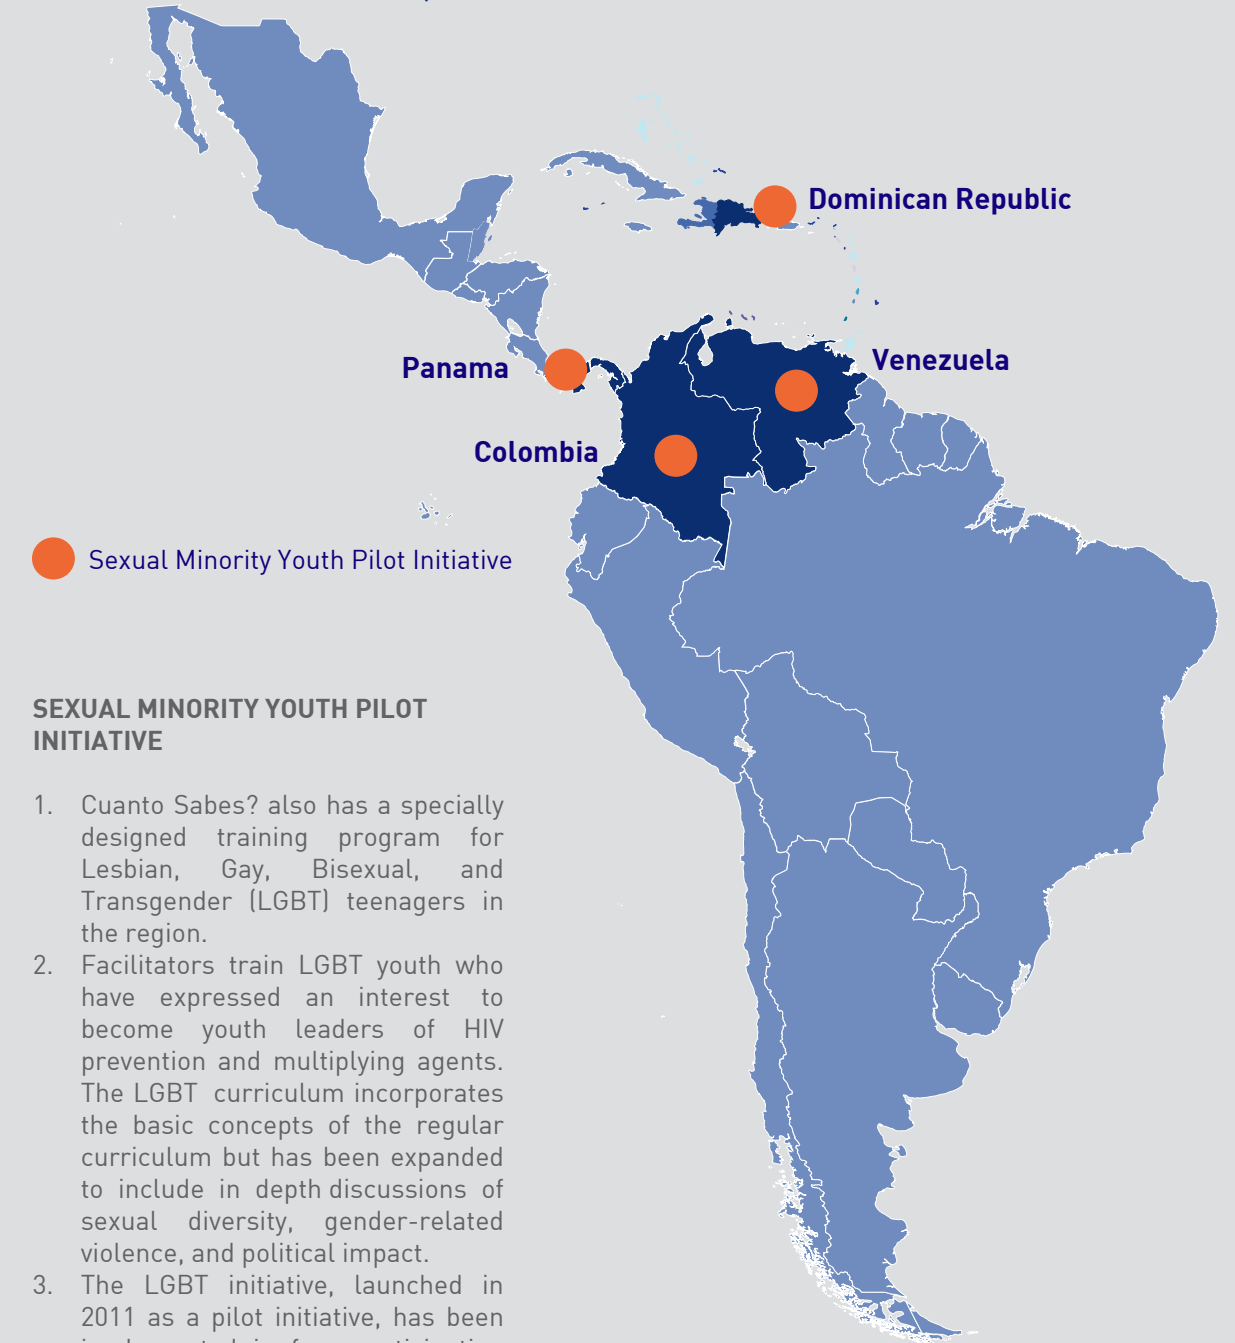 Dominican Republic
Venezuela
Panama
Colombia
Sexual Minority Youth Pilot Initiative
SEXUAL MINORITY YOUTH PILOT
INITIATIVE
1. Cuanto Sabes? also has a specially
designed training program for
Lesbian, Gay, Bisexual, and
Transgender (LGBT) teenagers in
the region.
2. Facilitators train LGBT youth who
have expressed an interest to
become youth leaders of HIV
prevention and multiplying agents.
The LGBT curriculum incorporates
the basic concepts of the regular
curriculum but has been expanded
to include in depth discussions of
sexual diversity, gender-related
violence, and political impact.
3. The LGBT initiative, launched in
2011 as a pilot initiative, has been